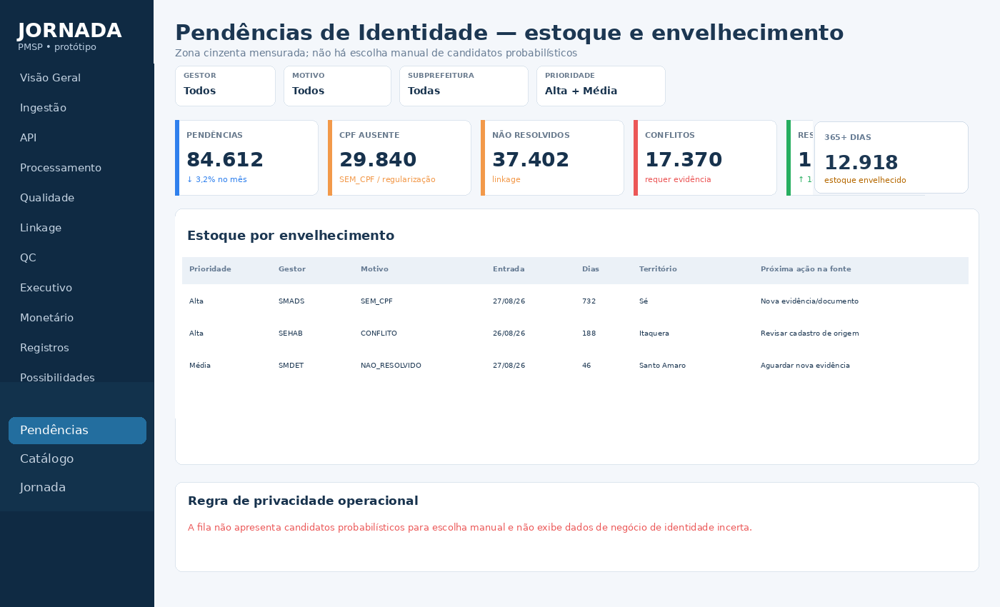 JORNADA
PMSP • protótipo
Visão Geral
Ingestão
API
Processamento
Qualidade
Linkage
QC
Executivo
Monetário
Registros
Possibilidades
Pendências
Catálogo
Jornada
Pendências de Identidade — estoque e envelhecimento
Zona cinzenta mensurada; não há escolha manual de candidatos probabilísticos
GESTOR MOTIVO SUBPREFEITURA PRIORIDADE
Todos Todos Todas Alta + Média
PENDÊNCIAS CPF AUSENTE NÃO RESOLVIDOS CONFLITOS 365+ DIAS
84.612 29.840 37.402 17.370 12.918
↓ 3,2% no mês SEM_CPF / regularização linkage requer evidência estoque envelhecido
Estoque por envelhecimento
Prioridade Gestor Motivo Entrada Dias Território Próxima ação na fonte
Alta SMADS SEM_CPF 27/08/26 732 Sé Nova evidência/documento
Alta SEHAB CONFLITO 26/08/26 188 Itaquera Revisar cadastro de origem
Média SMDET NAO_RESOLVIDO 27/08/26 46 Santo Amaro Aguardar nova evidência
Regra de privacidade operacional
A fila não apresenta candidatos probabilísticos para escolha manual e não exibe dados de negócio de identidade incerta.